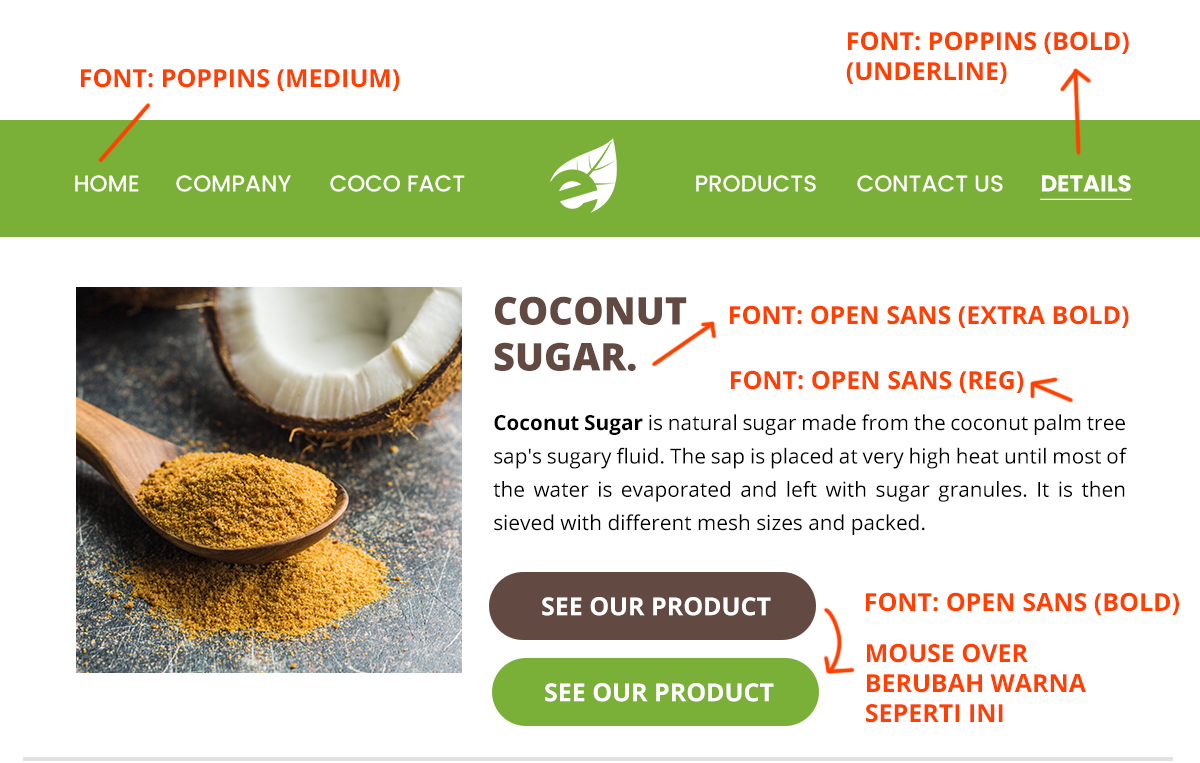 FONT: POPPINS (BOLD)
(UNDERLINE)
FONT: POPPINS (MEDIUM)
HOME COMPANY COCO FACT PRODUCTS CONTACT US DETAILS
COCONUT
SUGAR.
FONT: OPEN SANS (EXTRA BOLD)
FONT: OPEN SANS (REG)
Coconut Sugar is natural sugar made from the coconut palm tree
sap's sugary fluid. The sap is placed at very high heat until most of
the water is evaporated and left with sugar granules. It is then
sieved with different mesh sizes and packed.
SEE OUR PRODUCT
FONT: OPEN SANS (BOLD)
MOUSE OVER
BERUBAH WARNA
SEPERTI INI
SEE OUR PRODUCT